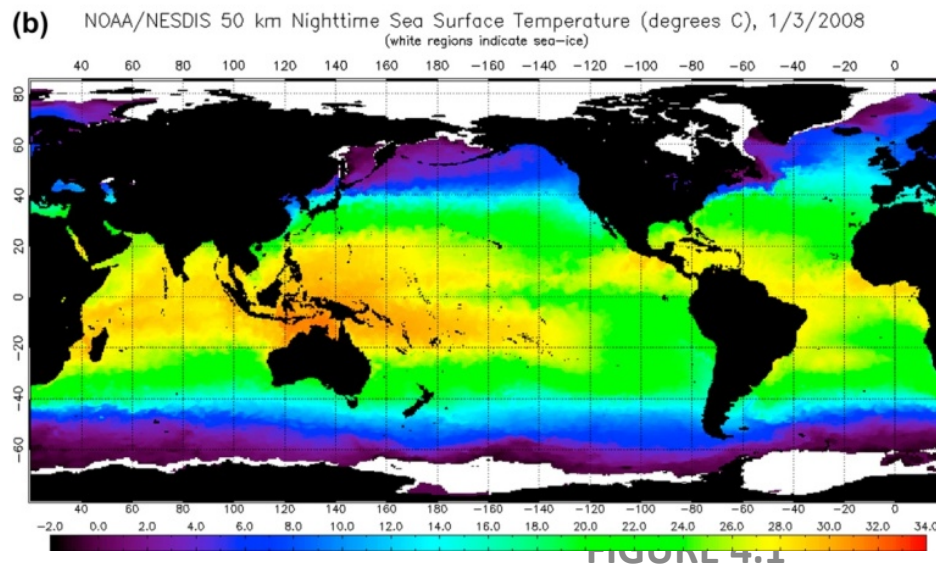 (b) NOAA/NESDIS 50 km Nighttime Sea Surface Temperature (degrees C), 1/3/2008
(white regions indicate sea-ice)
40 60 80 100 120 140 160 180 -160 -140 -120 -100 -80 -60 -40 -20 0
80
60
40
20
0
-20
-40
-60
40 60 80 100 120 140 160 180 -160 -140 -120 -100 -80 -60 -40 -20 0
-2.0 0.0 2.0 4.0 6.0 8.0 10.0 12.0 14.0 16.0 18.0 20.0 22.0 24.0 26.0 28.0 30.0 32.0 34.0
FIGURE 4.1